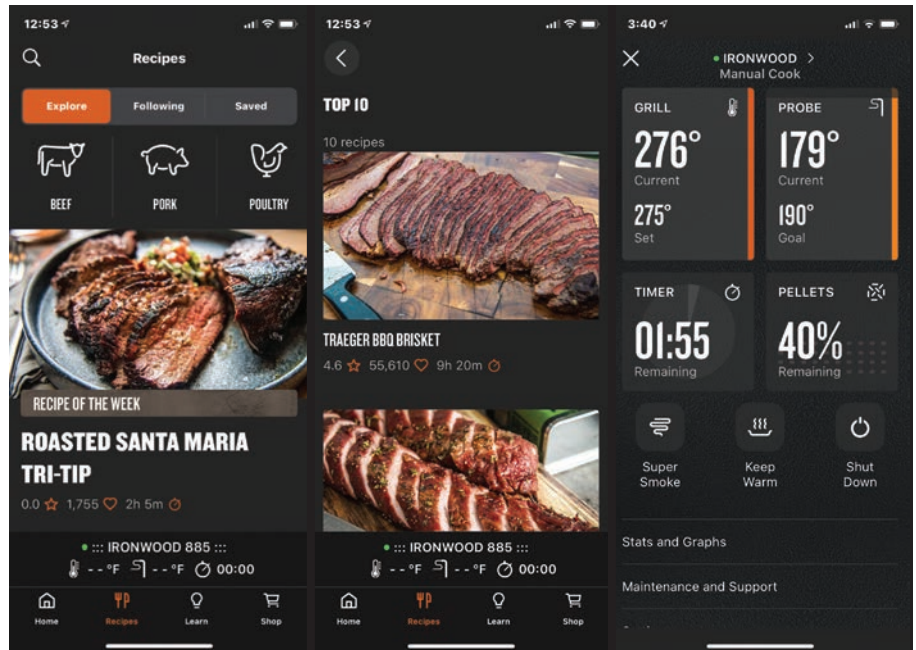 12:53
Recipes
Explore Following Saved
BEEF PORK POULTRY
RECIPE OF THE WEEK
ROASTED SANTA MARIA
TRI-TIP
0.0 1,755 2h 5m
::: IRONWOOD 885 :::
--°F --°F 00:00
Home Recipes Learn Shop
12:53
TOP 10
10 recipes
TRAEGER BBQ BRISKET
4.6 55,610 9h 20m
::: IRONWOOD 885 :::
--°F --°F 00:00
Home Recipes Learn Shop
3:40
IRONWOOD >
Manual Cook
GRILL
276°
Current
275°
Set
PROBE
179°
Current
190°
Goal
TIMER
01:55
Remaining
PELLETS
40%
Remaining
Super
Smoke
Keep
Warm
Shut
Down
Stats and Graphs
Maintenance and Support